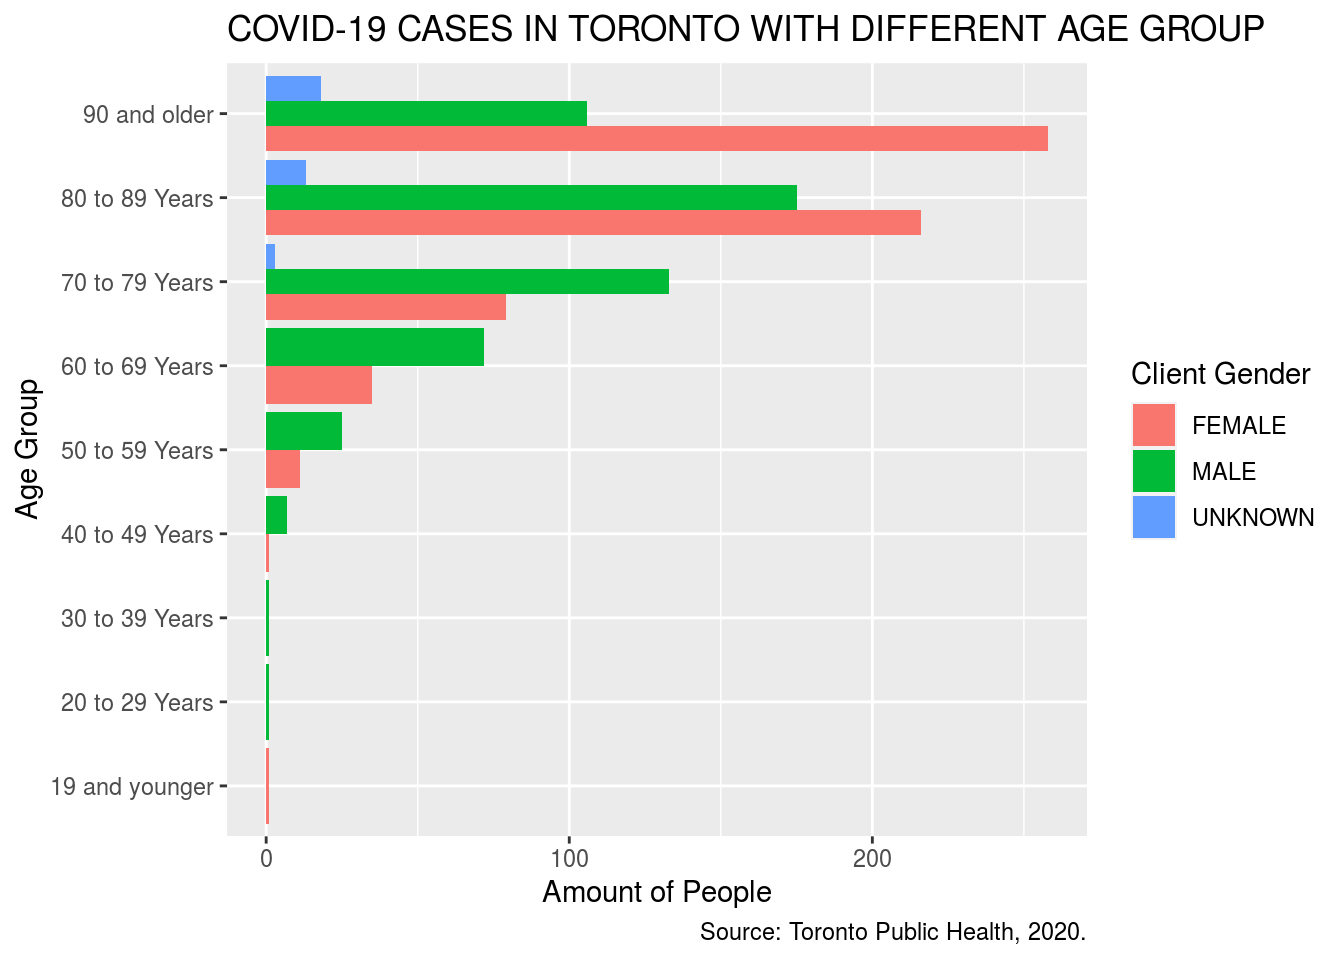 COVID-19 CASES IN TORONTO WITH DIFFERENT AGE GROUP
90 and older
80 to 89 Years
70 to 79 Years
60 to 69 Years
50 to 59 Years
40 to 49 Years
30 to 39 Years
20 to 29 Years
19 and younger
Age Group
0 100 200
Amount of People
Client Gender
FEMALE
MALE
UNKNOWN
Source: Toronto Public Health, 2020.